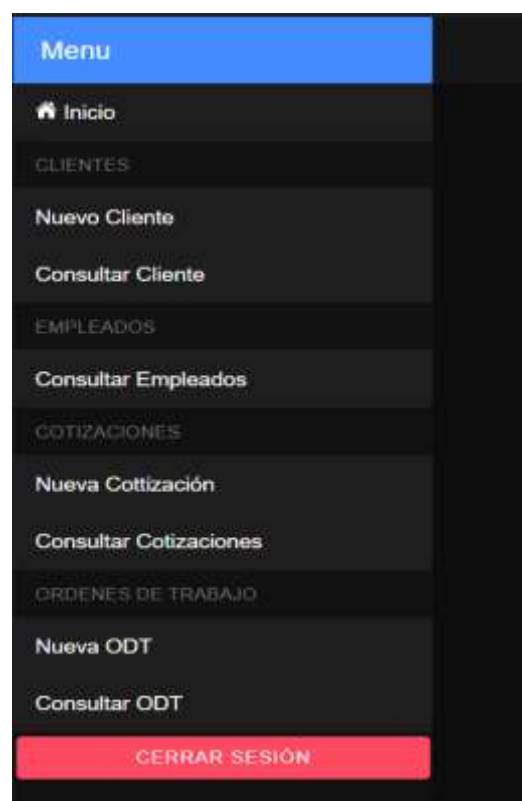 Menu
Inicio
CLIENTES
Nuevo Cliente
Consultar Cliente
EMPLEADOS
Consultar Empleados
COTIZACIONES
Nueva Cottización
Consultar Cotizaciones
ORDENES DE TRABAJO
Nueva ODT
Consultar ODT
CERRAR SESIÓN